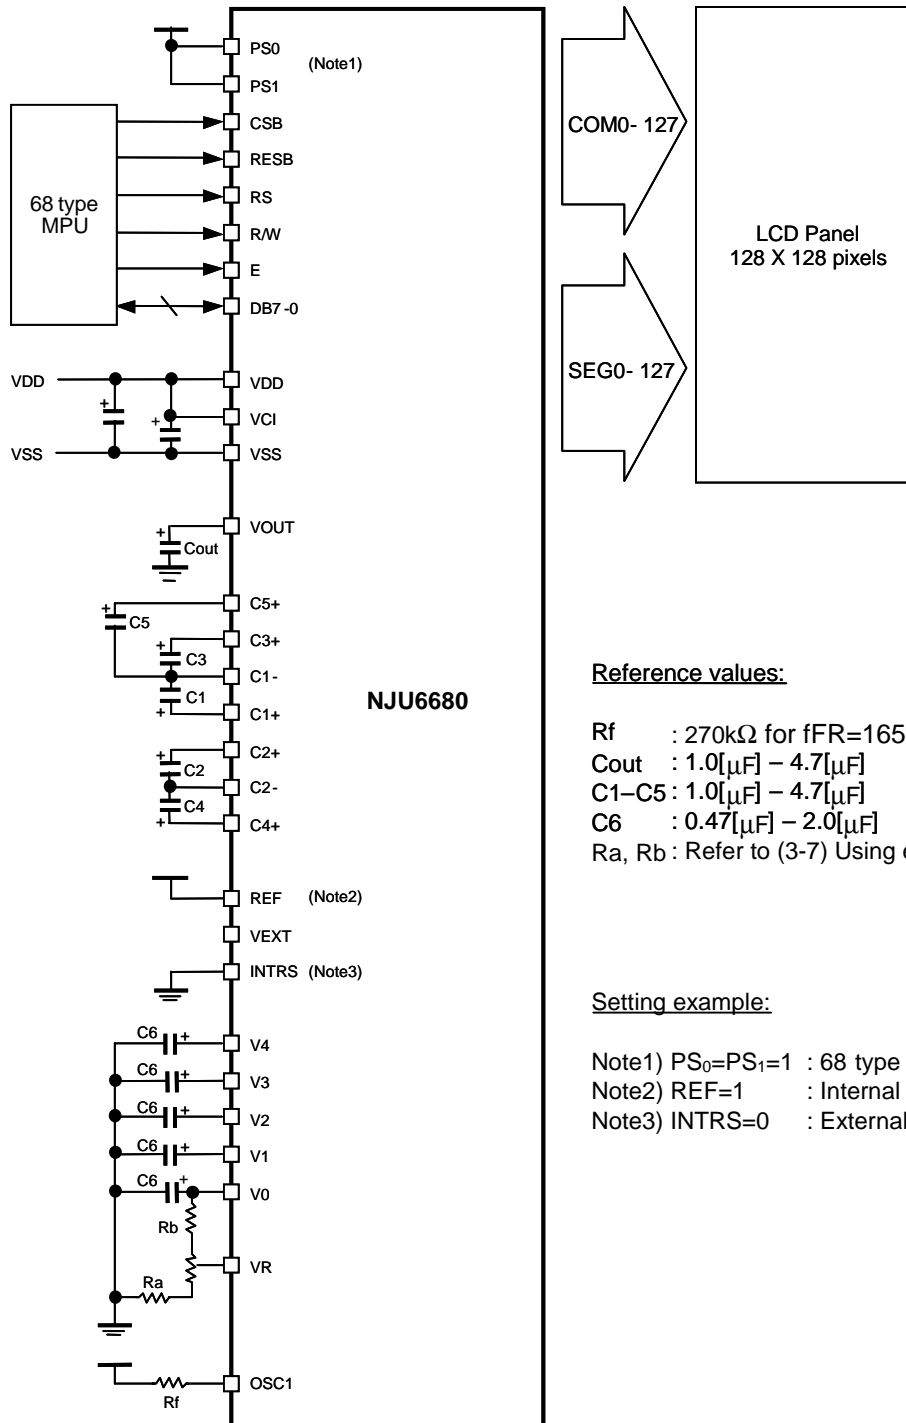 PS0
(Note1)
PS1
CSB
RESB
RS
R/W
E
DB7-0
68 type
MPU
COM0- 127
SEG0- 127
LCD Panel
128 X 128 pixels
VDD
VDD
+
+
VCI
VSS
VSS
VOUT
+
Cout
C5+
+
C5
C3+
+
C3
C1-
C1
+
C1+
NJU6680
C2+
+
C2
C2-
C4
+
C4+
REF (Note2)
VEXT
INTRS (Note3)
C6 + V4
C6 + V3
C6 + V2
C6 + V1
C6 + V0
Rb
VR
Ra
OSC1
Rf
Reference values:
Rf : 270kΩ for fFR=165
Cout : 1.0[μF] – 4.7[μF]
C1–C5 : 1.0[μF] – 4.7[μF]
C6 : 0.47[μF] – 2.0[μF]
Ra, Rb : Refer to (3-7) Using
Setting example:
Note1) PS₀=PS₁=1 : 68 type
Note2) REF=1 : Internal
Note3) INTRS=0 : External